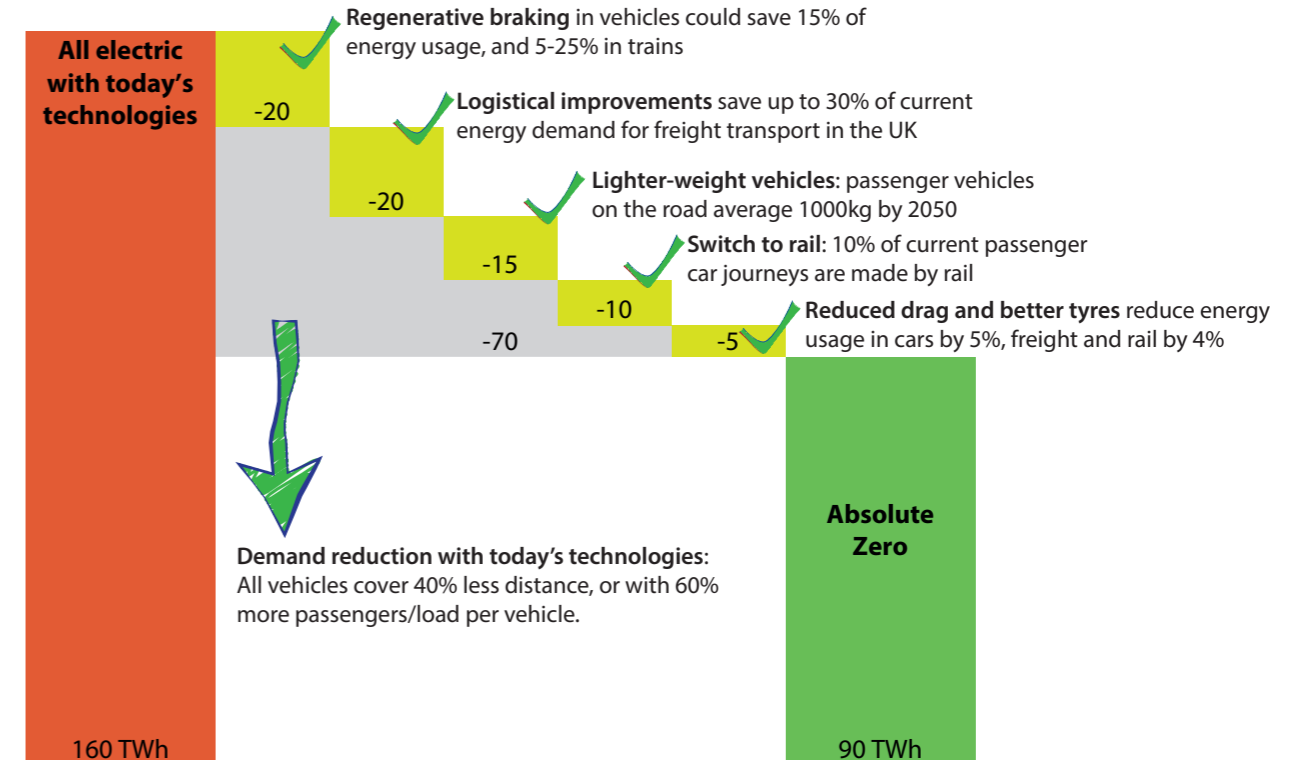 All electric
with today's
technologies
-20
Regenerative braking in vehicles could save 15% of
energy usage, and 5-25% in trains
-20
Logistical improvements save up to 30% of current
energy demand for freight transport in the UK
-15
Lighter-weight vehicles: passenger vehicles
on the road average 1000kg by 2050
-10
Switch to rail: 10% of current passenger
car journeys are made by rail
-5
Reduced drag and better tyres reduce energy
usage in cars by 5%, freight and rail by 4%
-70
Demand reduction with today's technologies:
All vehicles cover 40% less distance, or with 60%
more passengers/load per vehicle.
Absolute
Zero
160 TWh
90 TWh